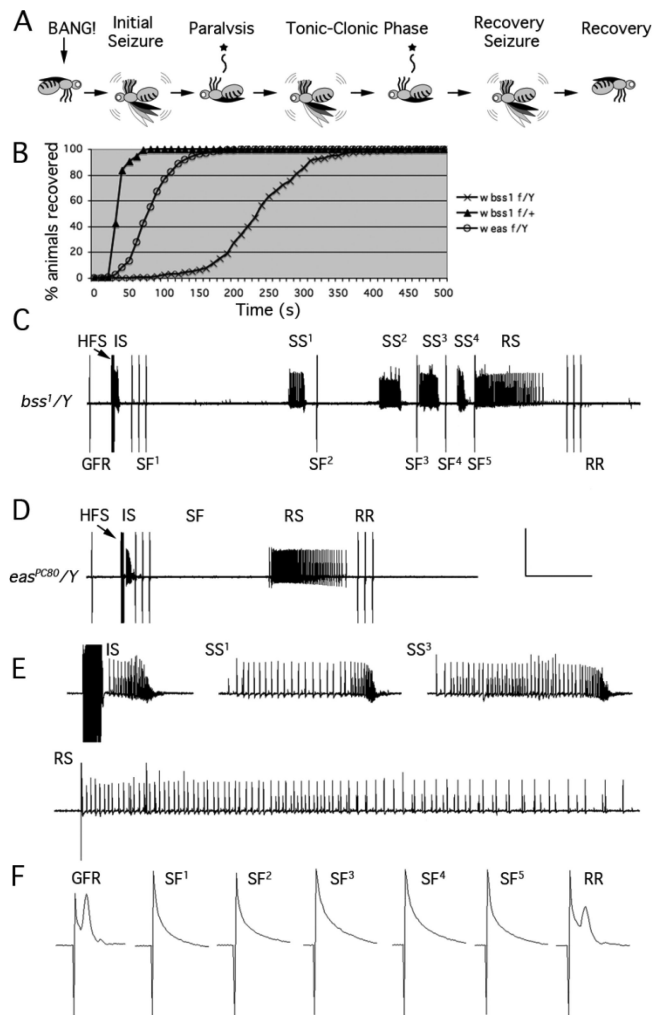 A
BANG!
Initial Seizure
Paralysis
Tonic-Clonic Phase
Recovery Seizure
Recovery
B
% animals recovered
100
80
60
40
20
0
0 50 100 150 200 250 300 350 400 450 500
Time (s)
w bss1 f/Y
w bss1 f/+
w eas f/Y
C
HFS IS SS1 SS2 SS3 SS4 RS
bss1/Y
GFR SF1 SF2 SF3 SF4 SF5 RR
D
HFS IS SF RS RR
easPC80/Y
E
IS SS1 SS3
RS
F
GFR SF1 SF2 SF3 SF4 SF5 RR